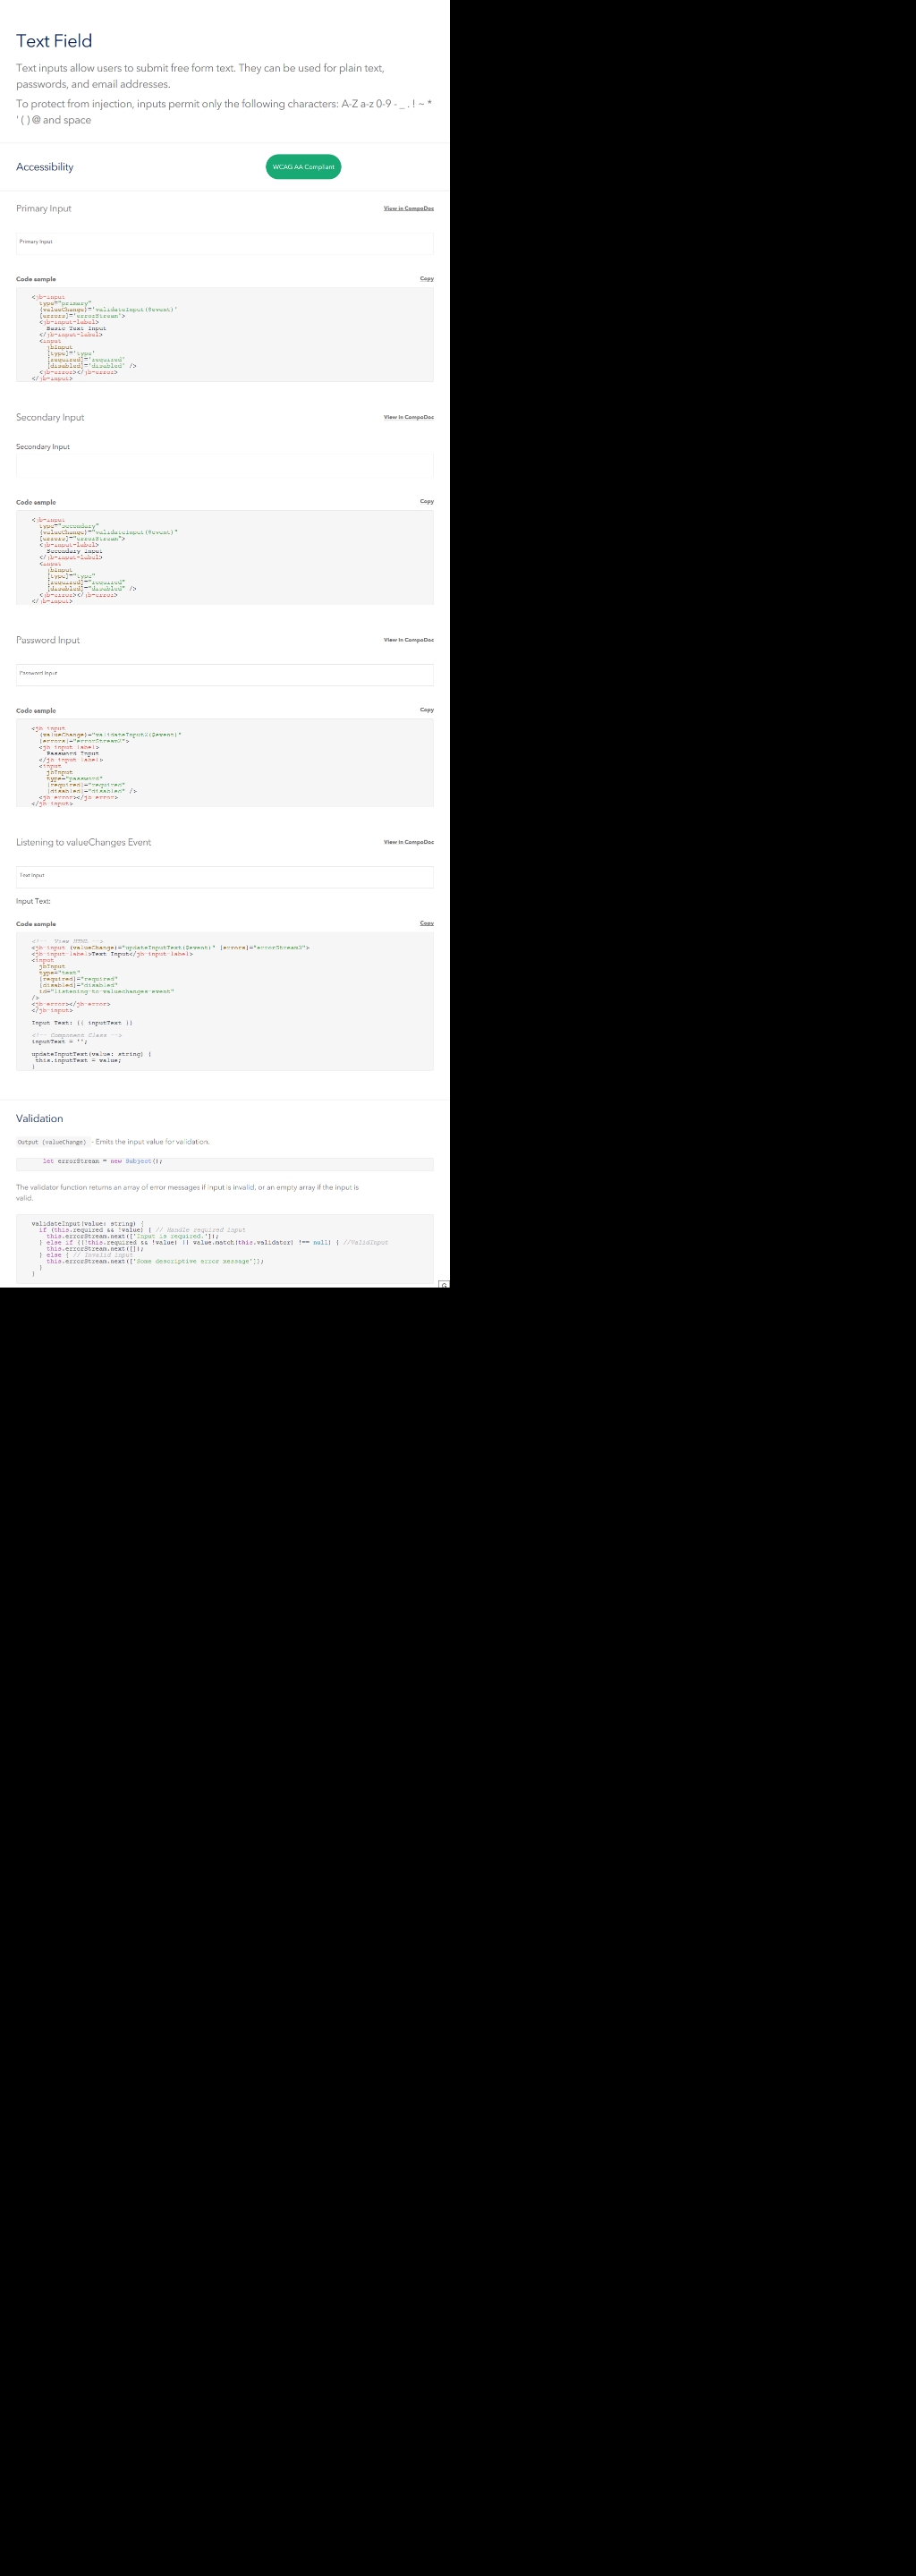 Text Field
Text inputs allow users to submit free form text. They can be used for plain text,
passwords, and email addresses.
To protect from injection, inputs permit only the following characters: A-Z a-z 0-9 - _ . ! ~ *
' ( ) @ and space
Accessibility
WCAG AA Compliant
Primary Input
View in CompoDoc
Primary Input
Code sample
Copy
<jb-input
type="primary"
(valueChange)='validateInput($event)'
[errors]='errorStream'>
<jb-input-label>
Basic Text Input
</jb-input-label>
<input
jbInput
[type]='type'
[required]='required'
[disabled]='disabled' />
<jb-error></jb-error>
</jb-input>
Secondary Input
View in CompoDoc
Secondary Input
Code sample
Copy
<jb-input
type="secondary"
(valueChange)="validateInput($event)"
[errors]="errorStream">
<jb-input-label>
Secondary Input
</jb-input-label>
<input
jbInput
[type]="type"
[required]="required"
[disabled]="disabled" />
<jb-error></jb-error>
</jb-input>
Password Input
View in CompoDoc
Password Input
Code sample
Copy
<jb-input
(valueChange)="validateInput2($event)"
[errors]="errorStream2">
<jb-input-label>
Password Input
</jb-input-label>
<input
jbInput
type="password"
[required]="required"
[disabled]="disabled" />
<jb-error></jb-error>
</jb-input>
Listening to valueChanges Event
View in CompoDoc
Text Input
Input Text:
Code sample
Copy
<!-- View HTML -->
<jb-input (valueChange)="updateInputText($event)" [errors]="errorStream3">
<jb-input-label>Text Input</jb-input-label>
<input
jbInput
type="text"
[required]="required"
[disabled]="disabled"
id="listening-to-valuechanges-event"
/>
<jb-error></jb-error>
</jb-input>
Input Text: {{ inputText }}
<!-- Component Class -->
inputText = '';
updateInputText(value: string) {
this.inputText = value;
}
Validation
Output (valueChange) - Emits the input value for validation.
let errorStream = new Subject();
The validator function returns an array of error messages if input is invalid, or an empty array if the input is
valid.
validateInput(value: string) {
if (this.required && !value) { // Handle required input
this.errorStream.next(['Input is required.']);
} else if ((!this.required && !value) || value.match(this.validator) !== null) { //ValidInput
this.errorStream.next([]);
} else { // Invalid input
this.errorStream.next(['Some descriptive error message']);
}
}